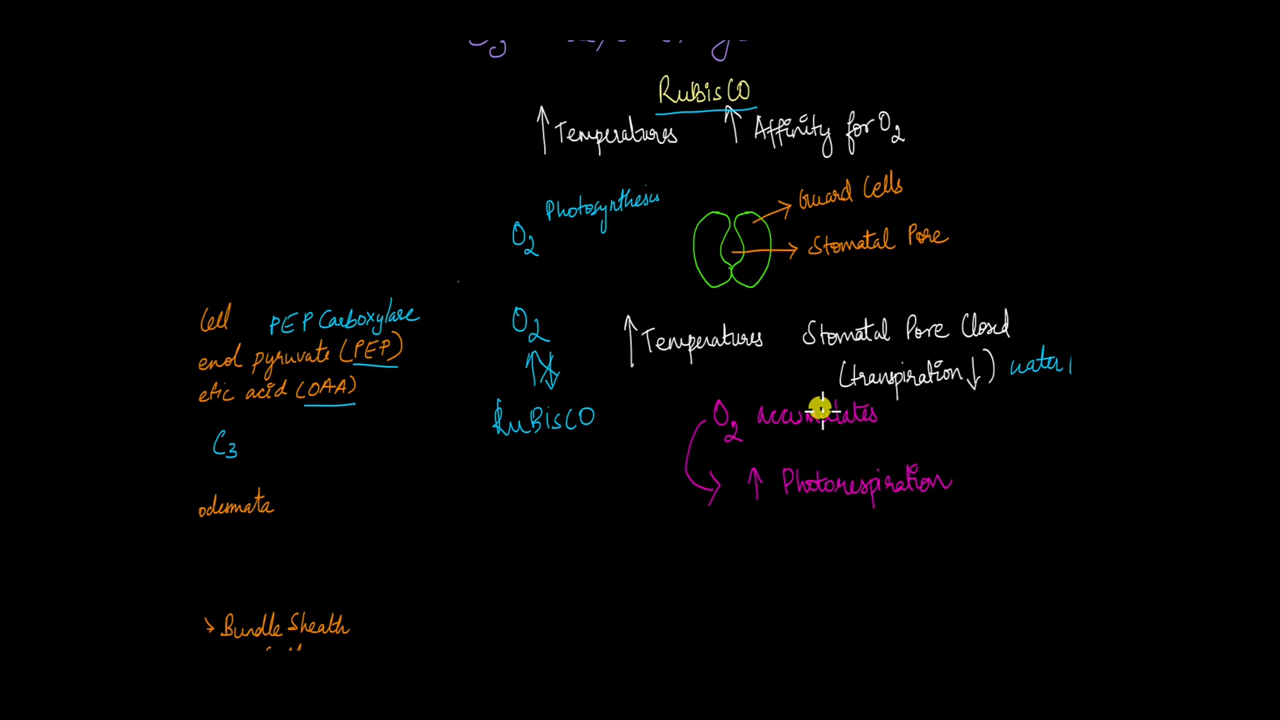 RuBisCO
↑ Temperatures ↑ Affinity for O2
Photosynthesis
O2
Guard Cells
Stomatal Pore
Cell PEP Carboxylase
enol pyruvate (PEP)
etic acid (OAA)
C3
odermata
> Bundle Sheath
O2
RuBisCO
↑ Temperatures Stomatal Pore Closed
(transpiration ↓) water
O2 accumulates
↑ Photorespiration